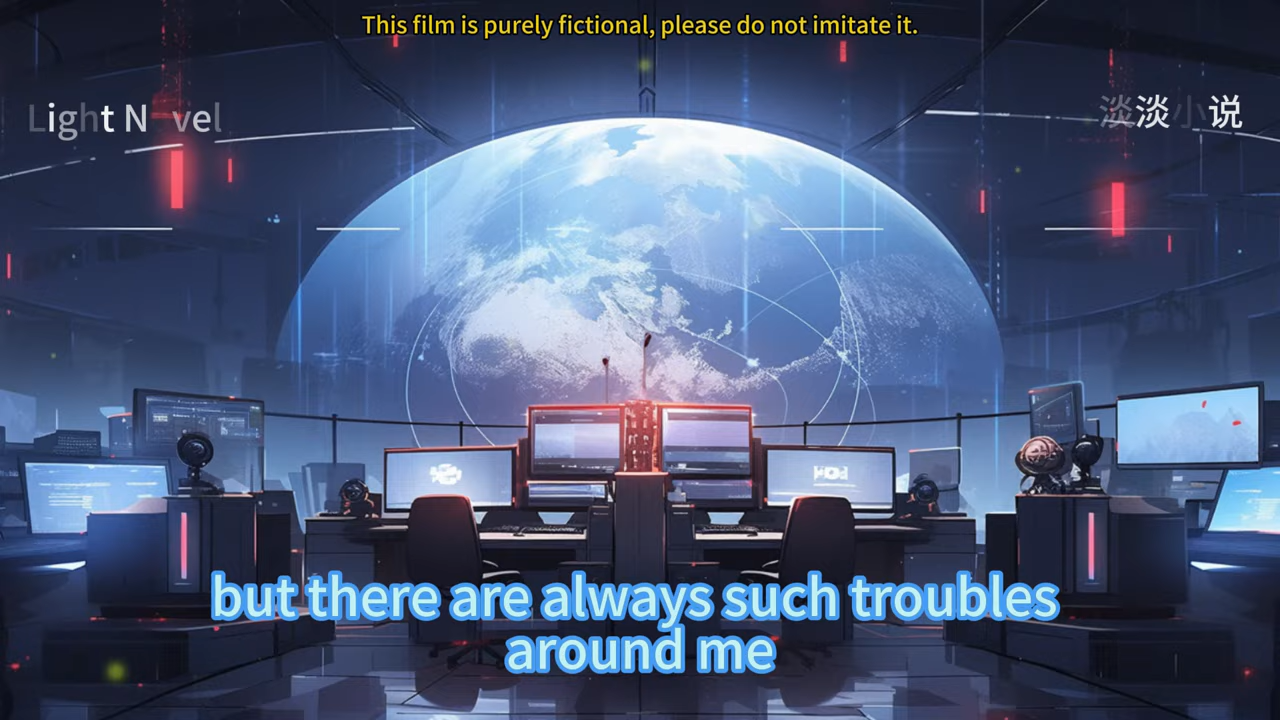 This film is purely fictional, please do not imitate it.
Light N vel
淡淡小说
but there are always such troubles
around me